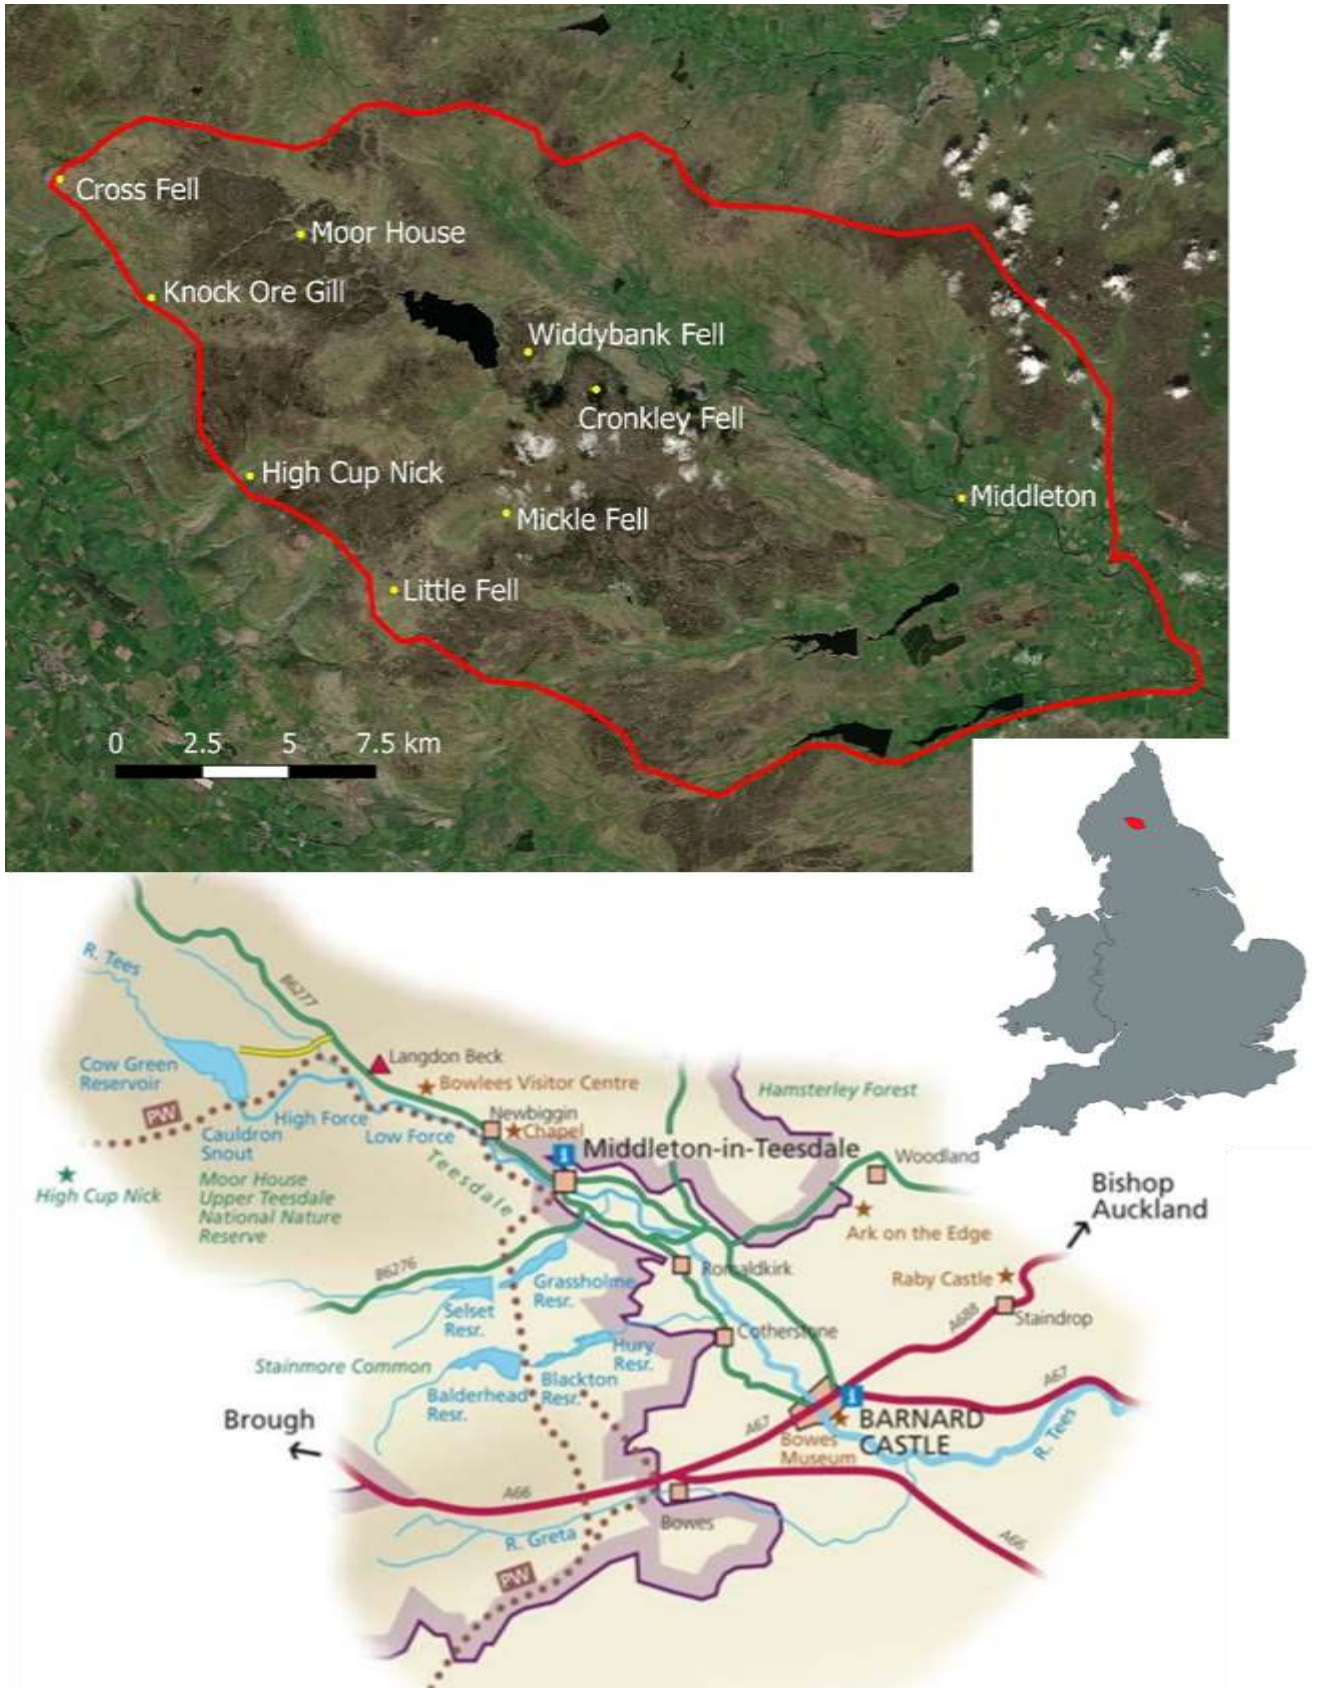 Cross Fell
Moor House
Knock Ore Gill
Widdybank Fell
Cronkley Fell
High Cup Nick
Middleton
Mickle Fell
Little Fell
0 2.5 5 7.5 km
R. Tees
B6277
Langdon Beck
Cow Green
Reservoir
Bowlees Visitor Centre
Hamsterley Forest
PW
High Force
Newbiggin
Chapel
Cauldron
Snout
Low Force
Middleton-in-Teesdale
Woodland
Teesdale
High Cup Nick
Moor House
Upper Teesdale
National Nature
Reserve
Bishop
Auckland
Ark on the Edge
B6276
Romaldkirk
Grassholme
Resr.
Raby Castle
Selset
Resr.
A688
Staindrop
Cotherstone
Hury
Resr.
Stainmore Common
Blackton
Resr.
Balderhead
Resr.
A67
Brough
A67
BARNARD
CASTLE
Bowes
Museum
R. Tees
A66
Bowes
R. Greta
A66
PW